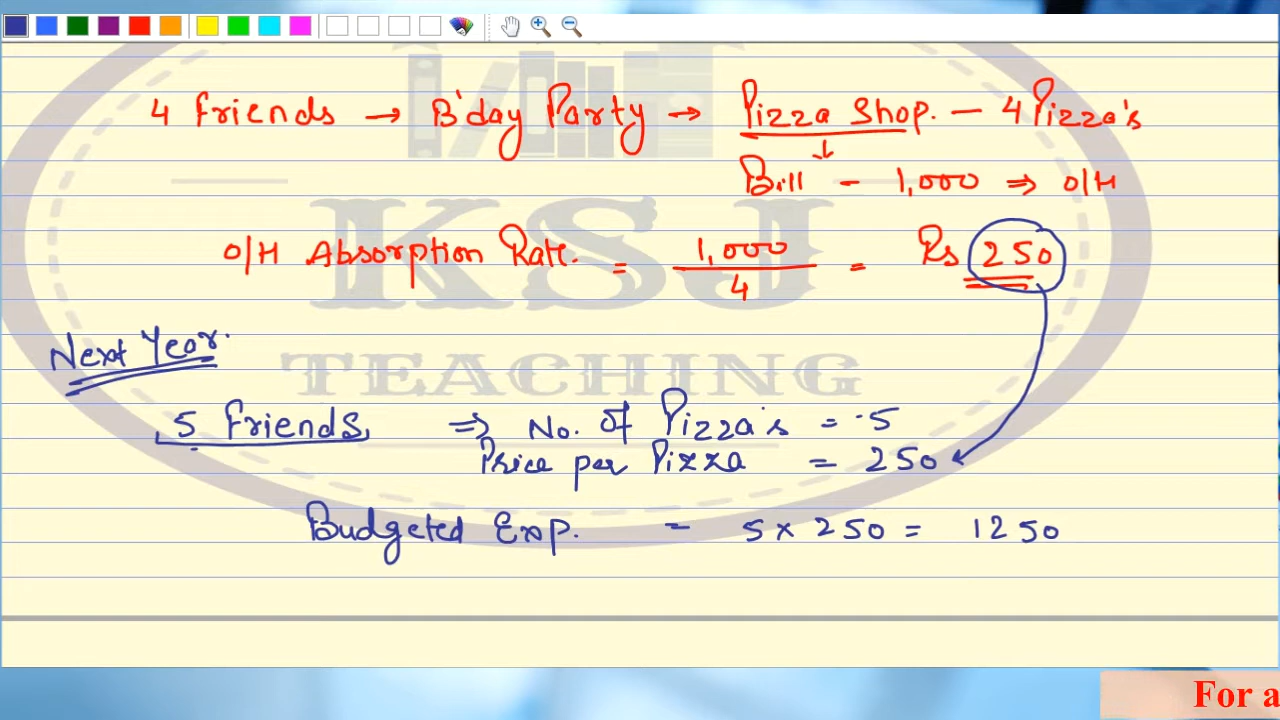 4 Friends → B'day Party → Pizza Shop. – 4 Pizza's
Bill – 1,000 ⇒ O/H
O/H Absorption Rate. = 1,000 / 4 = Rs 250
Next Year.
5 Friends ⇒ No. of Pizza's = 5
Price per Pizza = 250
Budgeted Exp. = 5 × 250 = 1250
KSJ
TEACHING
For a